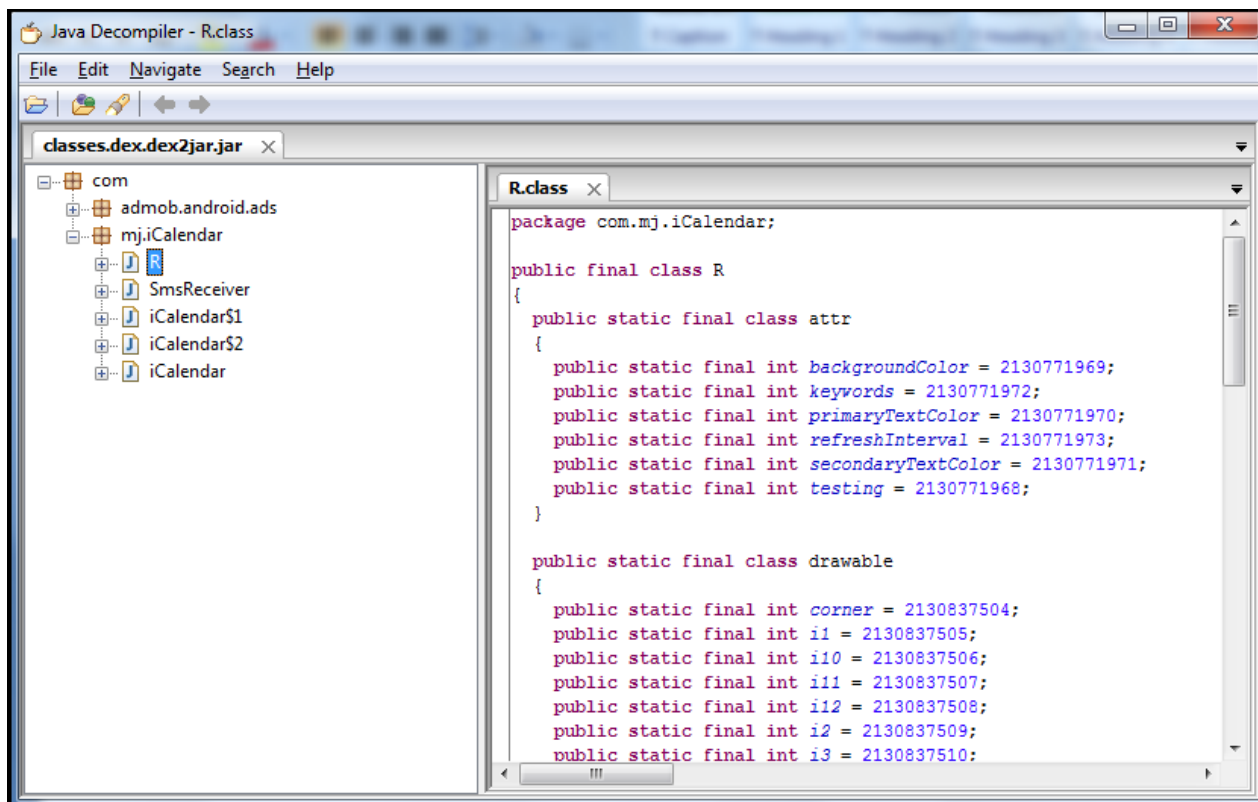 Java Decompiler - R.class
File Edit Navigate Search Help
classes.dex.dex2jar.jar
com
admob.android.ads
mj.iCalendar
R
SmsReceiver
iCalendar$1
iCalendar$2
iCalendar
R.class
package com.mj.iCalendar;
public final class R
{
public static final class attr
{
public static final int backgroundColor = 2130771969;
public static final int keywords = 2130771972;
public static final int primaryTextColor = 2130771970;
public static final int refreshInterval = 2130771973;
public static final int secondaryTextColor = 2130771971;
public static final int testing = 2130771968;
}
public static final class drawable
{
public static final int corner = 2130837504;
public static final int i1 = 2130837505;
public static final int i10 = 2130837506;
public static final int i11 = 2130837507;
public static final int i12 = 2130837508;
public static final int i2 = 2130837509;
public static final int i3 = 2130837510;